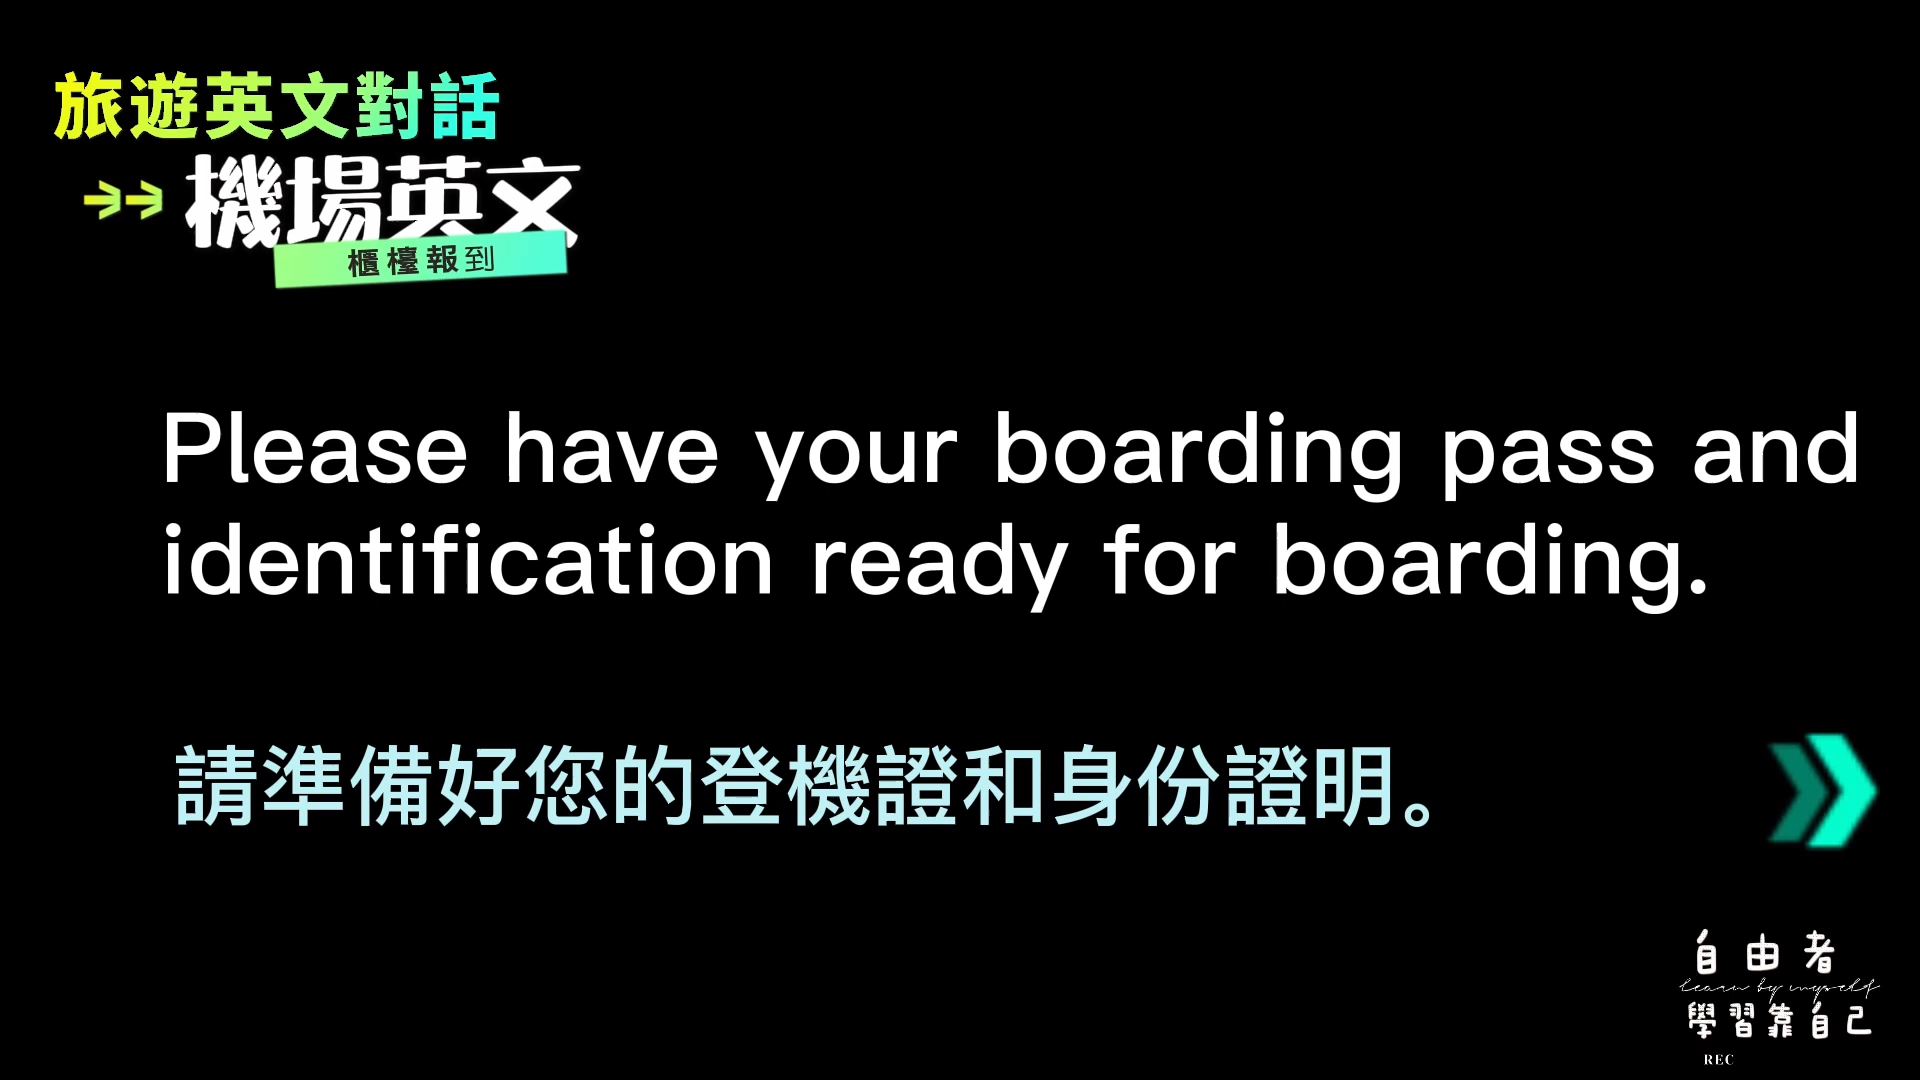 旅遊英文對話
機場英文
櫃檯報到
Please have your boarding pass and
identification ready for boarding.
請準備好您的登機證和身份證明。
自由者
learn by myself
學習靠自己
REC